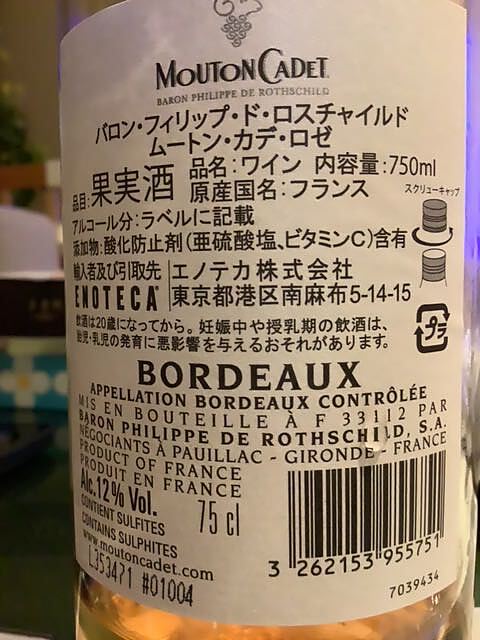 MOUTON CADET
BARON PHILIPPE DE ROTHSCHILD
バロン・フィリップ・ド・ロスチャイルド
ムートン・カデ・ロゼ
品目:果実酒 品名:ワイン 内容量:750ml
原産国名:フランス
スクリューキャップ
アルコール分:ラベルに記載
添加物:酸化防止剤(亜硫酸塩、ビタミンC)含有
輸入者及び引取先 エノテカ株式会社
ENOTECA 東京都港区南麻布5-14-15
飲酒は20歳になってから。妊娠中や授乳期の飲酒は、
胎児・乳児の発育に悪影響を与えるおそれがあります。
プラ
BORDEAUX
APPELLATION BORDEAUX CONTRÔLÉE
MIS EN BOUTEILLE À F 33112 PAR
BARON PHILIPPE DE ROTHSCHILD, S.A.
NÉGOCIANTS À PAUILLAC - GIRONDE - FRANCE
PRODUCT OF FRANCE
PRODUIT EN FRANCE
Alc.12% Vol.
75 cl
CONTIENT SULFITES
CONTAINS SULPHITES
www.moutoncadet.com
L353471 #01004
3 262153 955751
7039434